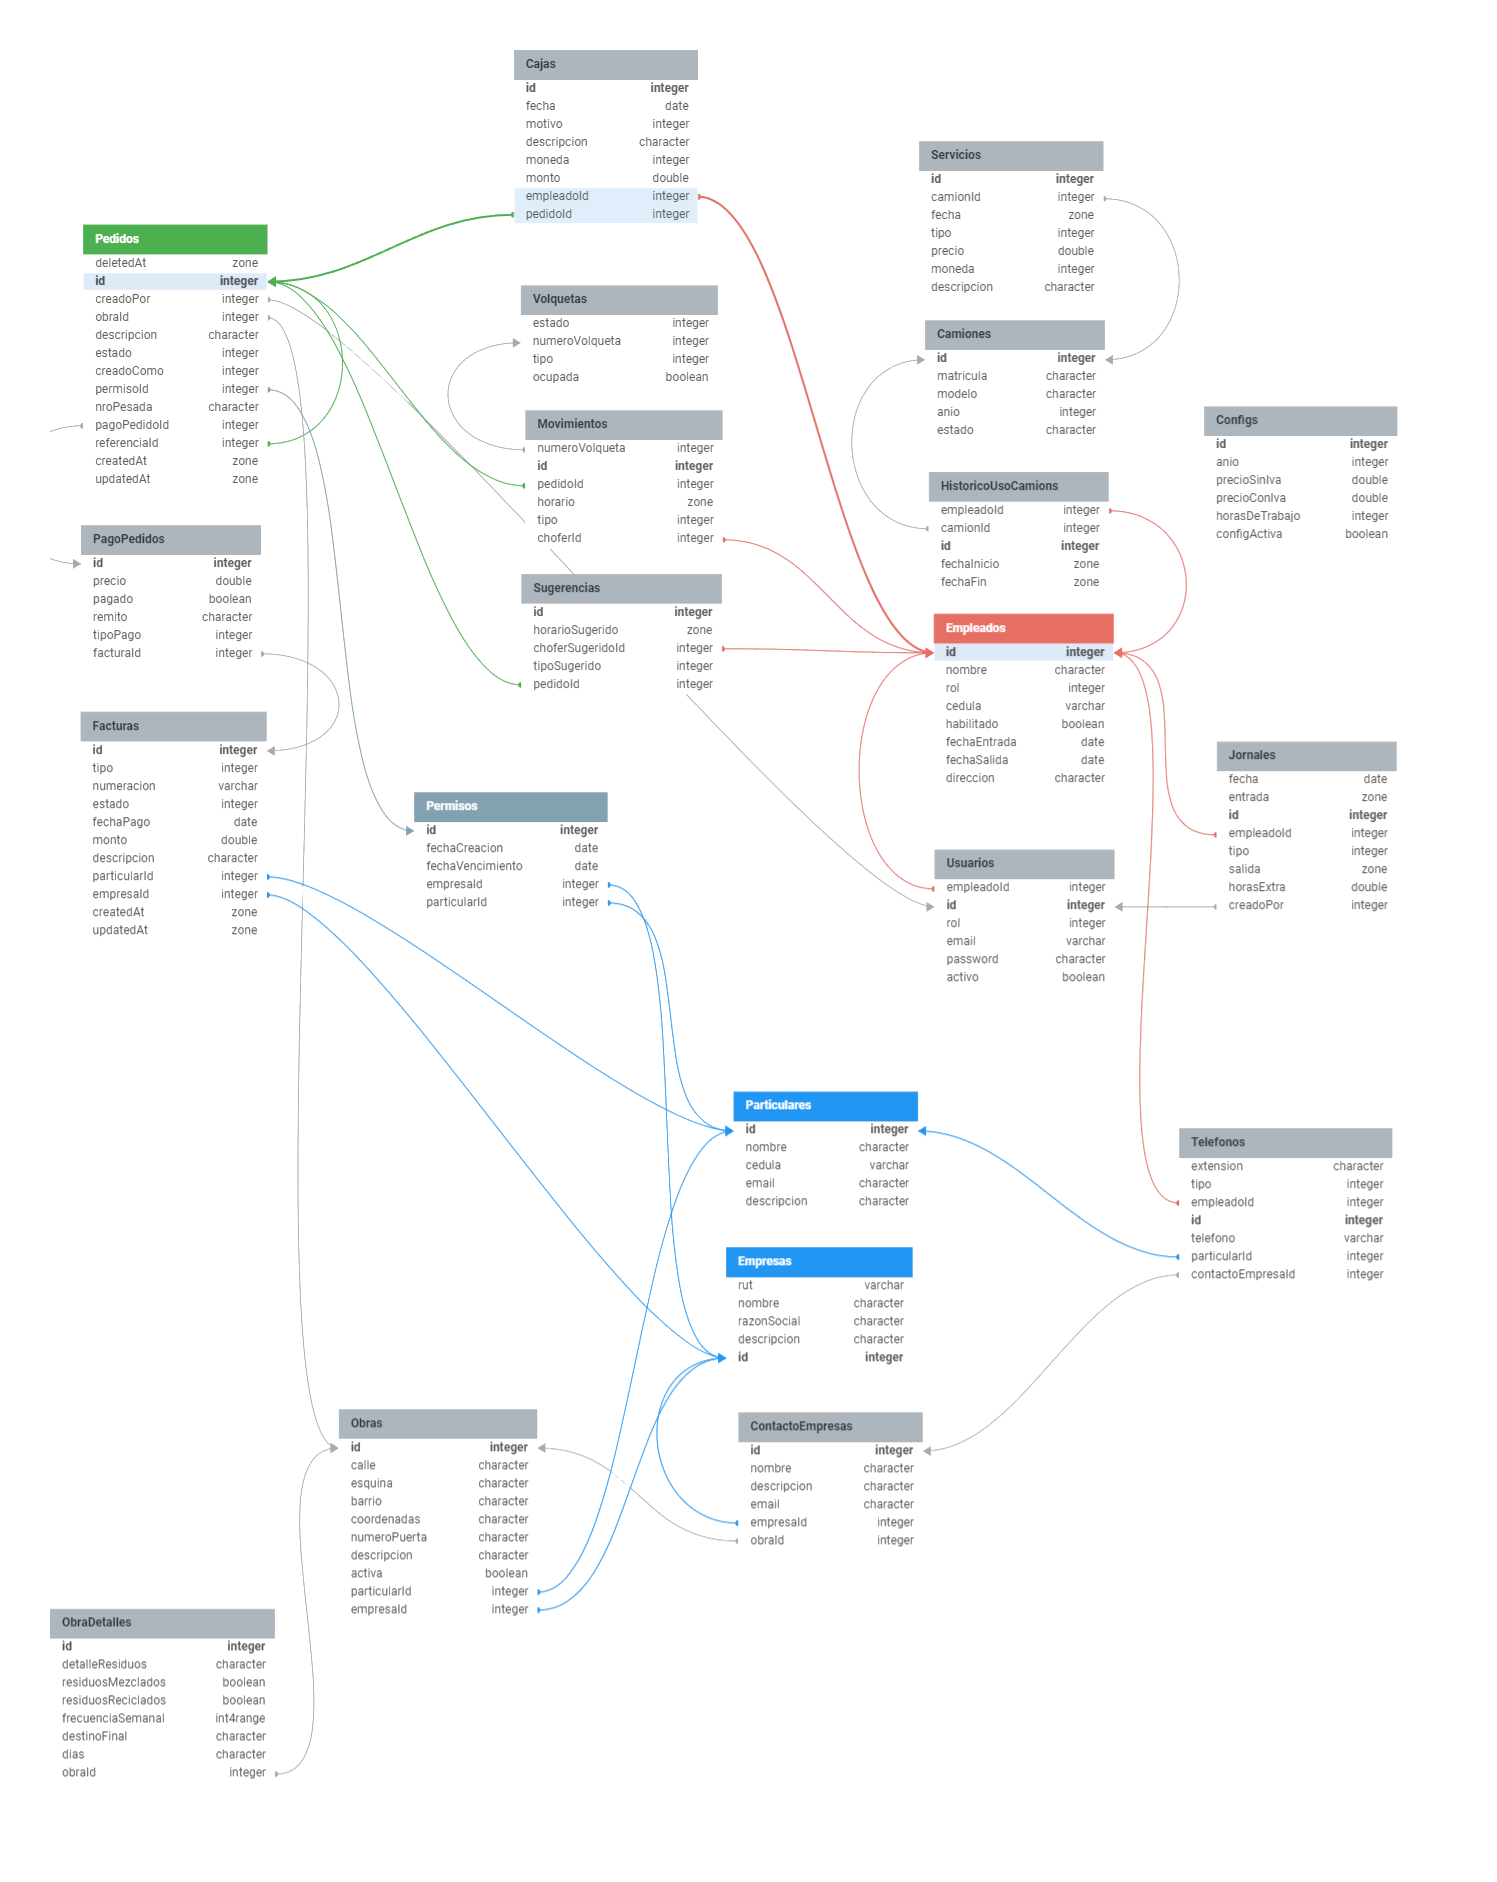 Cajas
id integer
fecha date
motivo integer
descripcion character
moneda integer
monto double
empleadoId integer
pedidoId integer
Servicios
id integer
camionId integer
fecha zone
tipo integer
precio double
moneda integer
descripcion character
Pedidos
deletedAt zone
id integer
creadoPor integer
obraId integer
descripcion character
estado integer
creadoComo integer
permisoId integer
nroPesada character
pagoPedidoId integer
referenciaId integer
createdAt zone
updatedAt zone
Volquetas
estado integer
numeroVolqueta integer
tipo integer
ocupada boolean
Camiones
id integer
matricula character
modelo character
anio integer
estado character
Configs
id integer
anio integer
precioSinIva double
precioConIva double
horasDeTrabajo integer
configActiva boolean
Movimientos
numeroVolqueta integer
id integer
pedidoId integer
horario zone
tipo integer
choferId integer
HistoricoUsoCamions
empleadoId integer
camionId integer
id integer
fechaInicio zone
fechaFin zone
PagoPedidos
id integer
precio double
pagado boolean
remito character
tipoPago integer
facturaId integer
Sugerencias
id integer
horarioSugerido zone
choferSugeridoId integer
tipoSugerido integer
pedidoId integer
Empleados
id integer
nombre character
rol integer
cedula varchar
habilitado boolean
fechaEntrada date
fechaSalida date
direccion character
Facturas
id integer
tipo integer
numeracion varchar
estado integer
fechaPago date
monto double
descripcion character
particularId integer
empresaId integer
createdAt zone
updatedAt zone
Permisos
id integer
fechaCreacion date
fechaVencimiento date
empresaId integer
particularId integer
Jornales
fecha date
entrada zone
id integer
empleadoId integer
tipo integer
salida zone
horasExtra double
creadoPor integer
Usuarios
empleadoId integer
id integer
rol integer
email varchar
password character
activo boolean
Particulares
id integer
nombre character
cedula varchar
email character
descripcion character
Telefonos
extension character
tipo integer
empleadoId integer
id integer
telefono varchar
particularId integer
contactoEmpresaId integer
Empresas
rut varchar
nombre character
razonSocial character
descripcion character
id integer
Obras
id integer
calle character
esquina character
barrio character
coordenadas character
numeroPuerta character
descripcion character
activa boolean
particularId integer
empresaId integer
ContactoEmpresas
id integer
nombre character
descripcion character
email character
empresaId integer
obraId integer
ObraDetalles
id integer
detalleResiduos character
residuosMezclados boolean
residuosReciclados boolean
frecuenciaSemanal int4range
destinoFinal character
dias character
obraId integer